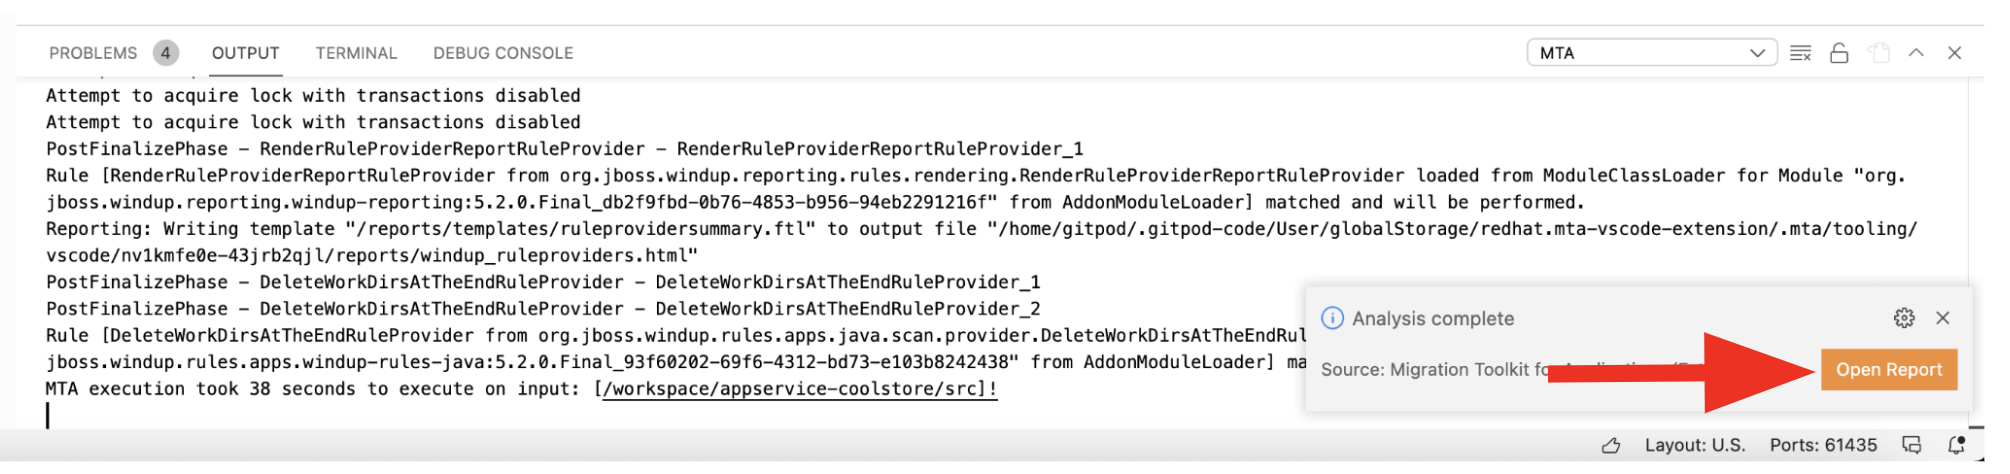 PROBLEMS 4 OUTPUT TERMINAL DEBUG CONSOLE MTA
Attempt to acquire lock with transactions disabled
Attempt to acquire lock with transactions disabled
PostFinalizePhase - RenderRuleProviderReportRuleProvider - RenderRuleProviderReportRuleProvider_1
Rule [RenderRuleProviderReportRuleProvider from org.jboss.windup.reporting.rules.rendering.RenderRuleProviderReportRuleProvider loaded from ModuleClassLoader for Module "org.
jboss.windup.reporting.windup-reporting:5.2.0.Final_db2f9fbd-0b76-4853-b956-94eb2291216f" from AddonModuleLoader] matched and will be performed.
Reporting: Writing template "/reports/templates/ruleprovidersummary.ftl" to output file "/home/gitpod/.gitpod-code/User/globalStorage/redhat.mta-vscode-extension/.mta/tooling/
vscode/nv1kmfe0e-43jrb2qjl/reports/windup_ruleproviders.html"
PostFinalizePhase - DeleteWorkDirsAtTheEndRuleProvider - DeleteWorkDirsAtTheEndRuleProvider_1
PostFinalizePhase - DeleteWorkDirsAtTheEndRuleProvider - DeleteWorkDirsAtTheEndRuleProvider_2
Rule [DeleteWorkDirsAtTheEndRuleProvider from org.jboss.windup.rules.apps.java.scan.provider.DeleteWorkDirsAtTheEndRul
jboss.windup.rules.apps.windup-rules-java:5.2.0.Final_93f60202-69f6-4312-bd73-e103b8242438" from AddonModuleLoader] ma
MTA execution took 38 seconds to execute on input: [/workspace/appservice-coolstore/src]!
Analysis complete
Source: Migration Toolkit
Open Report
Layout: U.S. Ports: 61435